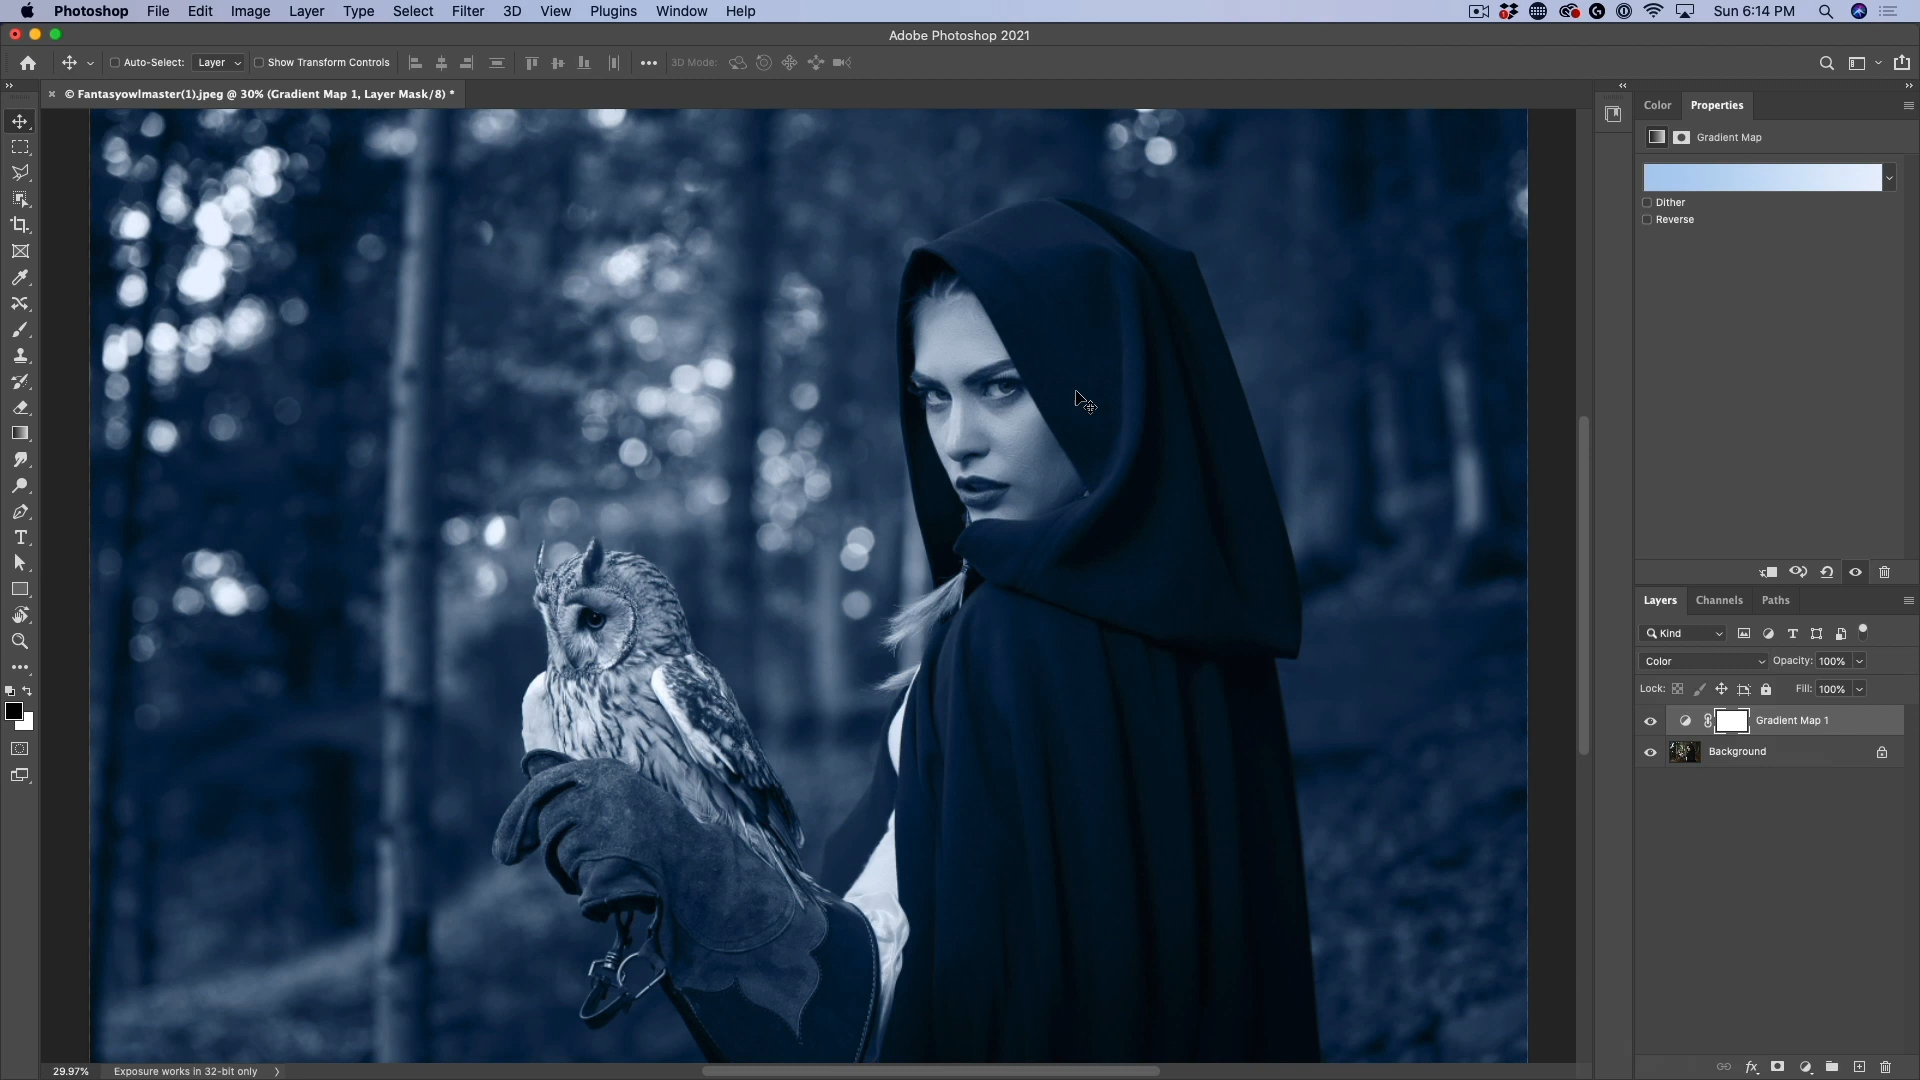 Photoshop File Edit Image Layer Type Select Filter 3D View Plugins Window Help Sun 6:14 PM
Adobe Photoshop 2021
Auto-Select: Layer Show Transform Controls 3D Mode:
© Fantasyowlmaster(1).jpeg @ 30% (Gradient Map 1, Layer Mask/8) *
Color Properties
Gradient Map
Dither
Reverse
Layers Channels Paths
Kind
Color Opacity: 100%
Lock: Fill: 100%
Gradient Map 1
Background
29.97% Exposure works in 32-bit only